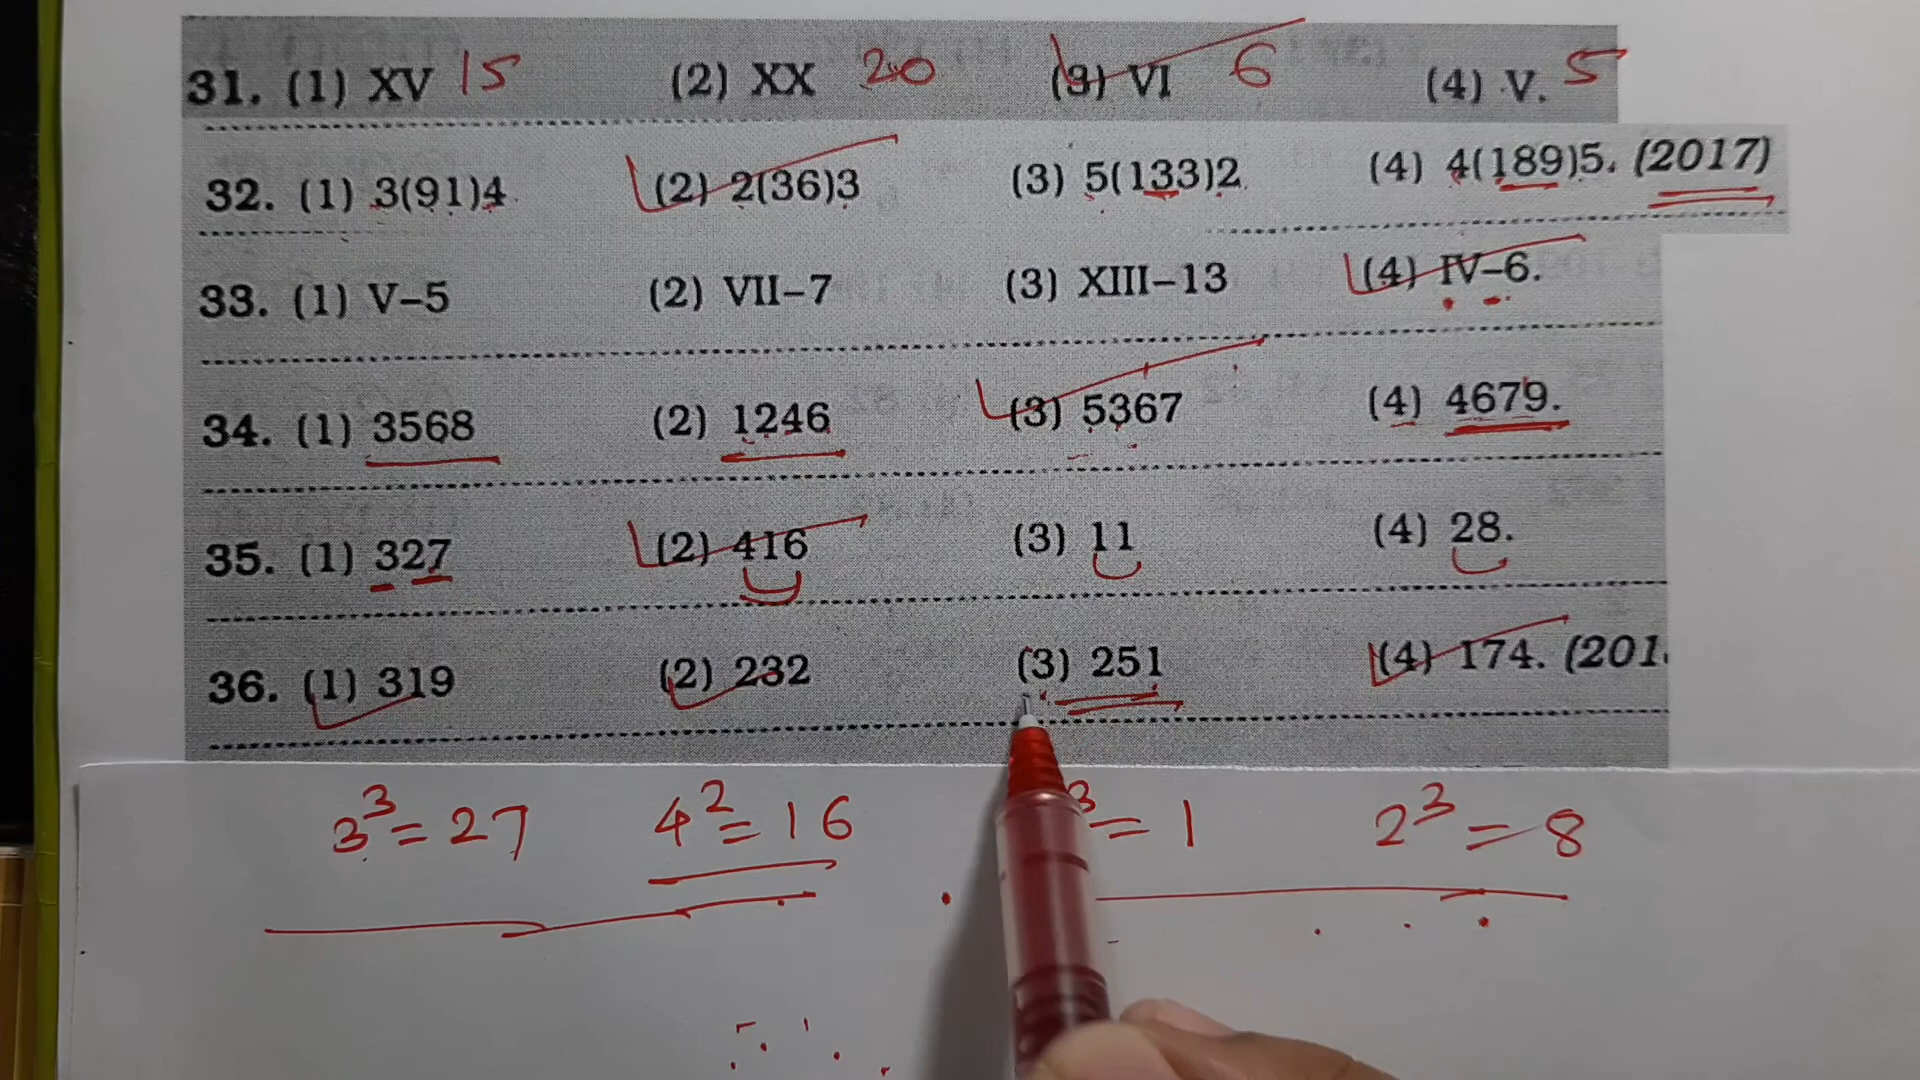 31. (1) XV 15 (2) XX 20 (3) VI 6 (4) V. 5
32. (1) 3(91)4 (2) 2(36)3 (3) 5(133)2 (4) 4(189)5. (2017)
33. (1) V–5 (2) VII–7 (3) XIII–13 (4) IV–6.
34. (1) 3568 (2) 1246 (3) 5367 (4) 4679.
35. (1) 327 (2) 416 (3) 11 (4) 28.
36. (1) 319 (2) 232 (3) 251 (4) 174. (201
3³=27 4²=16 ³=1 2³=8